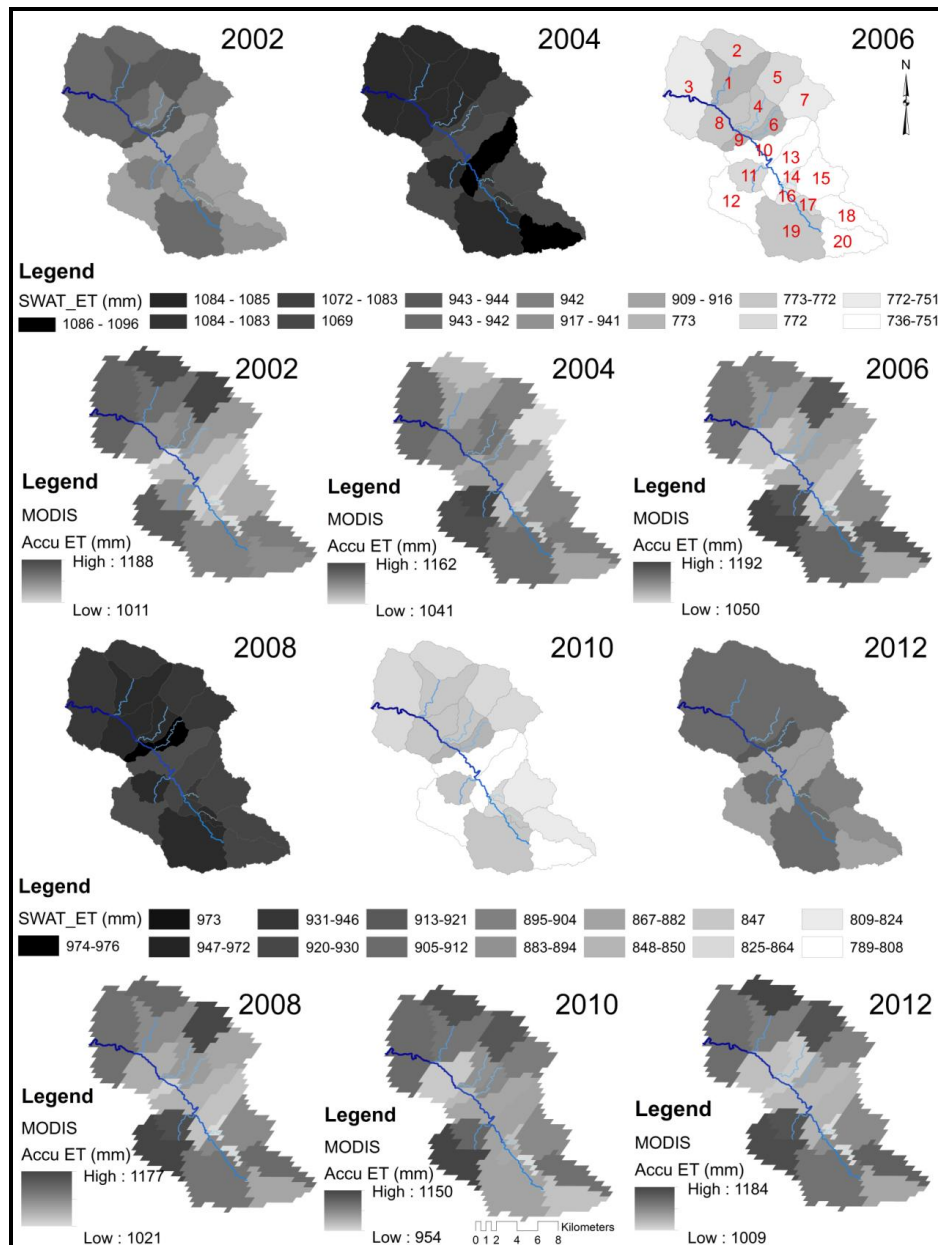 2002
2004
2006
N
2
1
5
3
7
4
8
6
9
10
13
11
14
15
12
16
17
18
19
20
Legend
SWAT_ET (mm)
1086 - 1096
1084 - 1085
1084 - 1083
1072 - 1083
1069
943 - 944
943 - 942
942
917 - 941
909 - 916
773
773-772
772
772-751
736-751
2002
2004
2006
Legend
MODIS
Accu ET (mm)
High : 1188
Low : 1011
Legend
MODIS
Accu ET (mm)
High : 1162
Low : 1041
Legend
MODIS
Accu ET (mm)
High : 1192
Low : 1050
2008
2010
2012
Legend
SWAT_ET (mm)
974-976
973
947-972
931-946
920-930
913-921
905-912
895-904
883-894
867-882
848-850
847
825-864
809-824
789-808
2008
2010
2012
Legend
MODIS
Accu ET (mm)
High : 1177
Low : 1021
Legend
MODIS
Accu ET (mm)
High : 1150
Low : 954
Kilometers
0 1 2 4 6 8
Legend
MODIS
Accu ET (mm)
High : 1184
Low : 1009